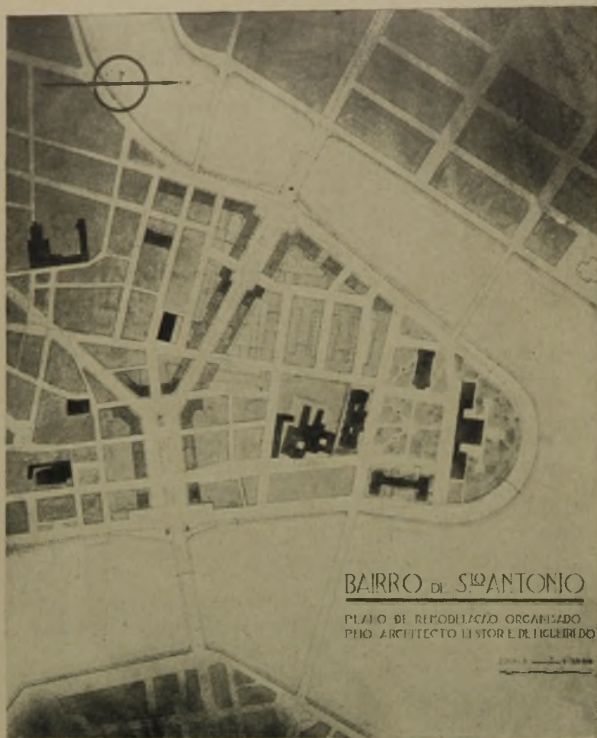 BAIRRO DE STO ANTONIO
PLANO DE REMODELAÇÃO ORGANISADO
PELO ARCHITECTO NESTOR E. DE FIGUEIREDO